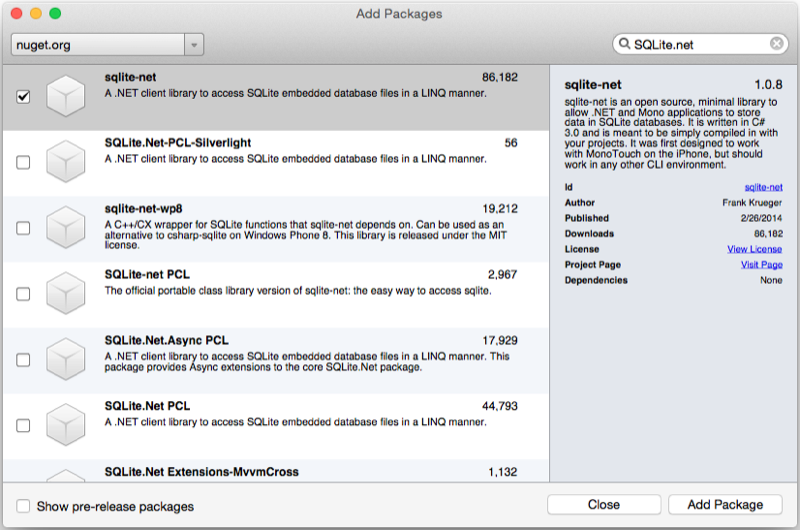 Add Packages
nuget.org
SQLite.net
sqlite-net 86,182
A .NET client library to access SQLite embedded database files in a LINQ manner.
SQLite.Net-PCL-Silverlight 56
A .NET client library to access SQLite embedded database files in a LINQ manner.
sqlite-net-wp8 19,212
A C++/CX wrapper for SQLite functions that sqlite-net depends on. Can be used as an
alternative to csharp-sqlite on Windows Phone 8. This library is released under the MIT
license.
SQLite-net PCL 2,967
The official portable class library version of sqlite-net: the easy way to access sqlite.
SQLite.Net.Async PCL 17,929
A .NET client library to access SQLite embedded database files in a LINQ manner. This
package provides Async extensions to the core SQLite.Net package.
SQLite.Net PCL 44,793
A .NET client library to access SQLite embedded database files in a LINQ manner.
SQLite.Net Extensions-MvvmCross 1,132
sqlite-net 1.0.8
sqlite-net is an open source, minimal library to
allow .NET and Mono applications to store
data in SQLite databases. It is written in C#
3.0 and is meant to be simply compiled in with
your projects. It was first designed to work
with MonoTouch on the iPhone, but should
work in any other CLI environment.
Id sqlite-net
Author Frank Krueger
Published 2/26/2014
Downloads 86,182
License View License
Project Page Visit Page
Dependencies None
Show pre-release packages
Close
Add Package